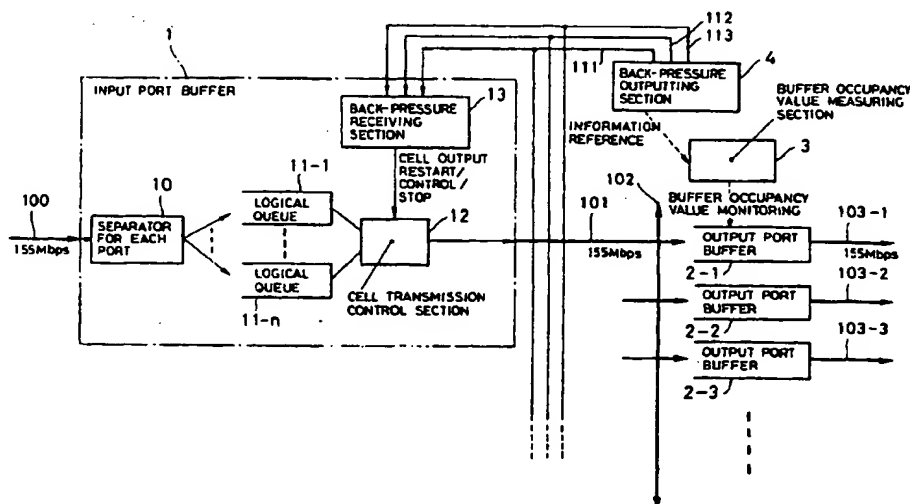 112
113
1
4
111
INPUT PORT BUFFER
13
BACK-PRESSURE
OUTPUTTING
SECTION
BUFFER OCCUPANCY
VALUE MEASURING
SECTION
BACK-PRESSURE
RECEIVING
SECTION
INFORMATION
REFERENCE
3
11-1
CELL OUTPUT
RESTART/
CONTROL/
STOP
100
10
LOGICAL
QUEUE
12
101
102
BUFFER OCCUPANCY
VALUE MONITORING
103-1
SEPARATOR
FOR EACH
PORT
OUTPUT PORT
BUFFER
155Mbps
155Mbps
155Mbps
2-1
103-2
LOGICAL
QUEUE
CELL TRANSMISSION
CONTROL SECTION
OUTPUT PORT
BUFFER
11-n
2-2
103-3
OUTPUT PORT
BUFFER
2-3